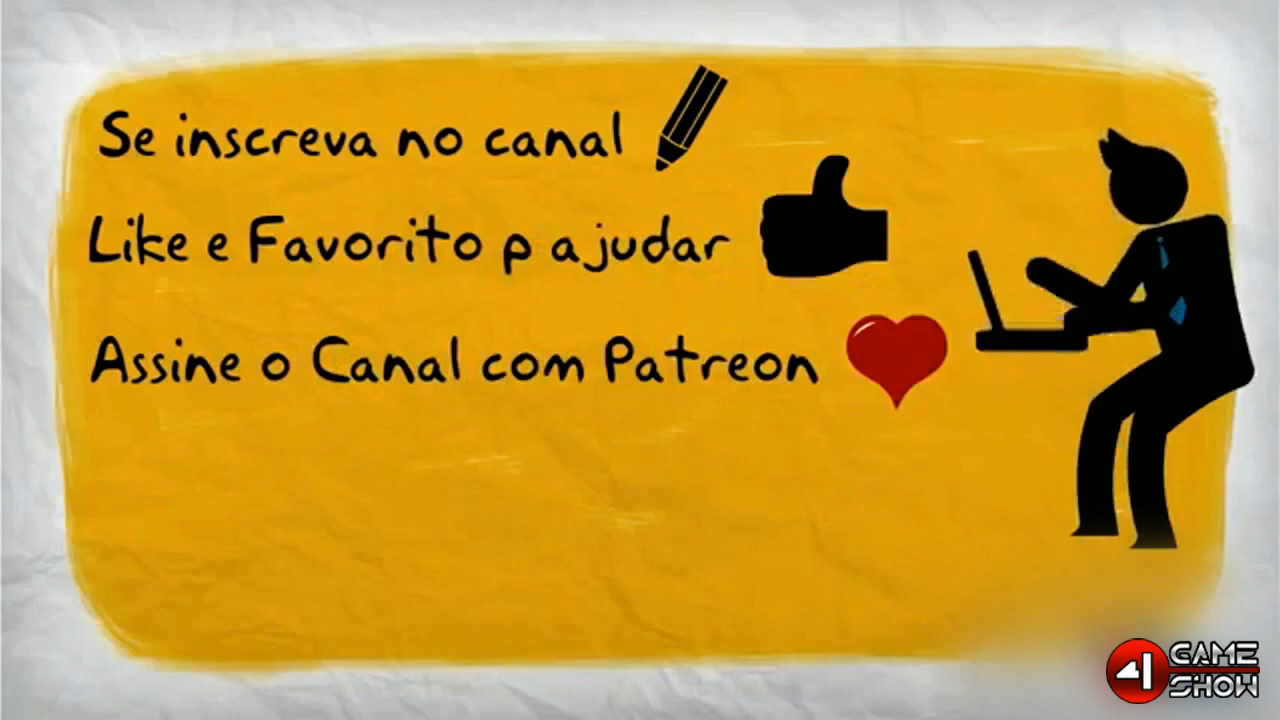 Se inscreva no canal
Like e Favorito p ajudar
Assine o Canal com Patreon
4 GAME
SHOW